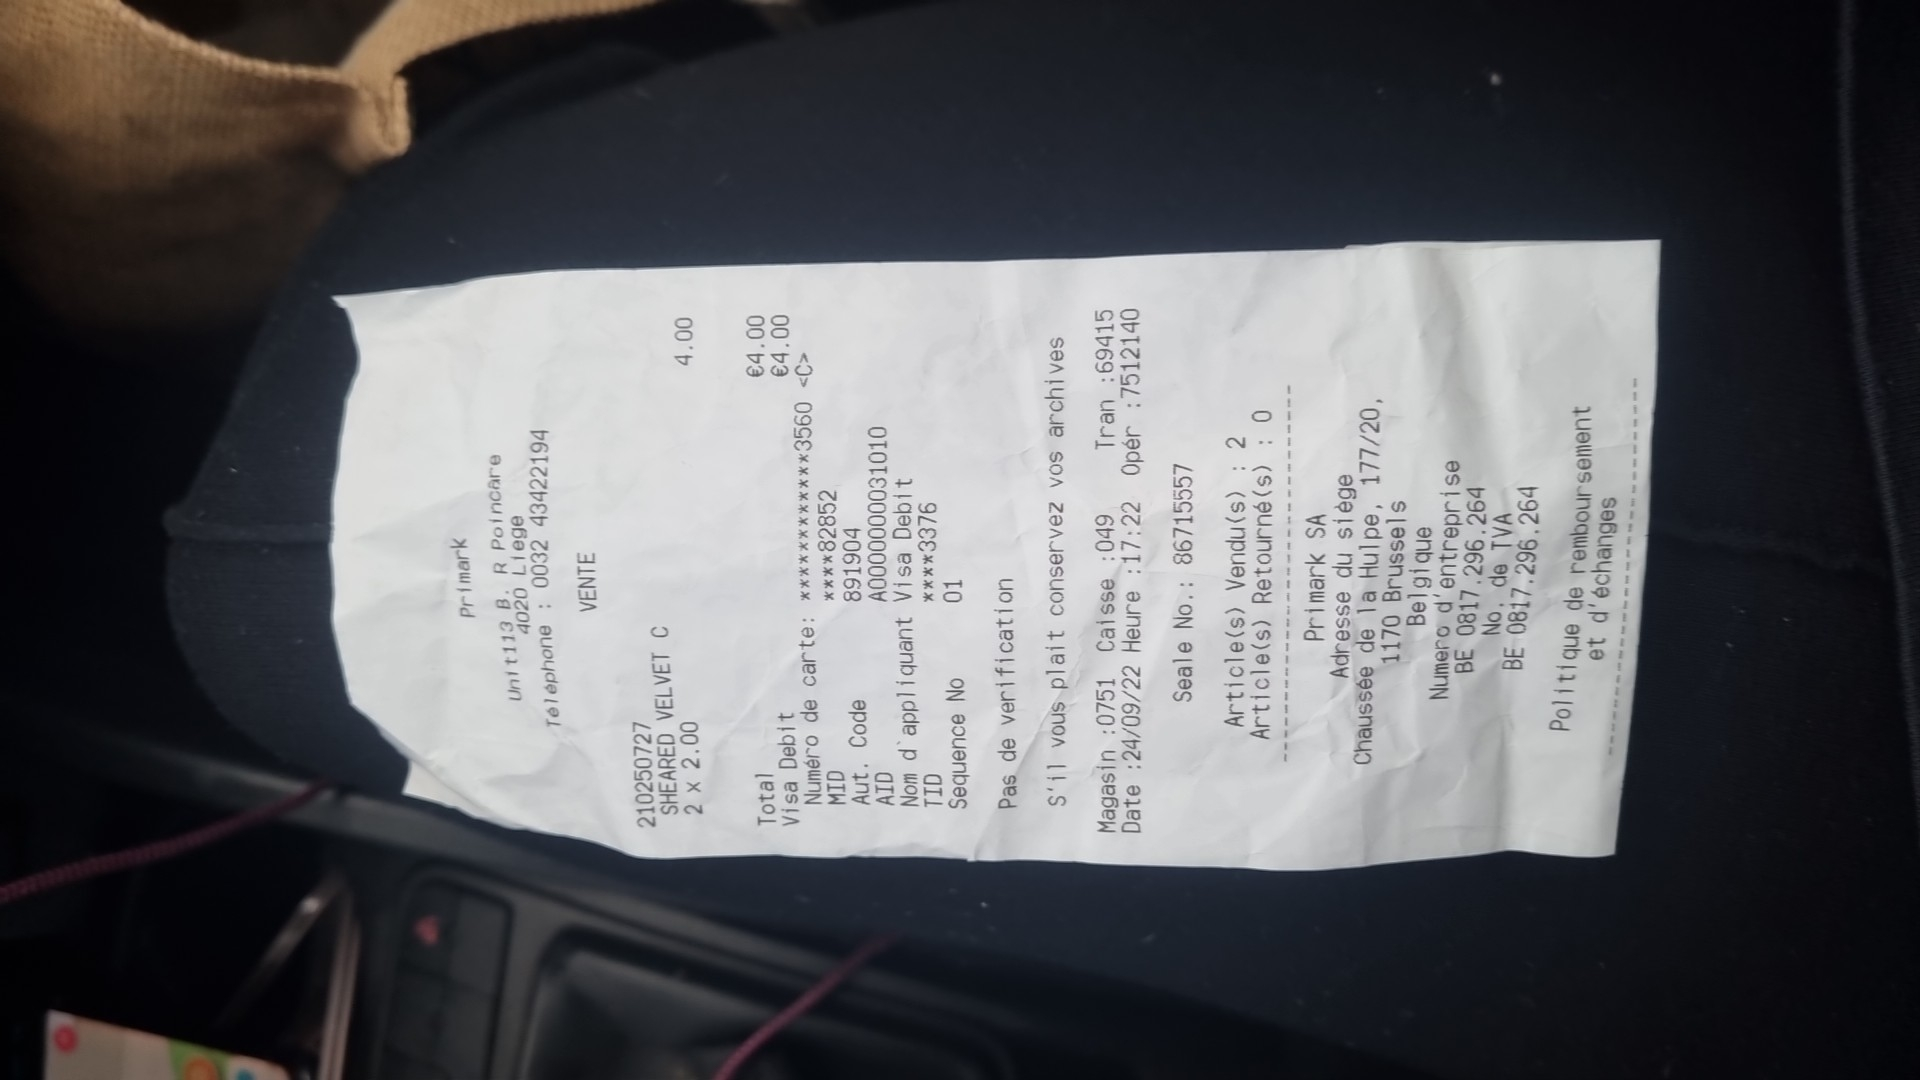 Primark
Unit113 B. R Poincare
4020 Liège
Téléphone : 0032 43422194
VENTE
210250727
SHEARED VELVET C
2 x 2.00 4.00
Total €4.00
Visa Debit €4.00
Numéro de carte: ************3560 <C>
MID ***82852
Aut. Code 891904
AID A0000000031010
Nom d'appliquant Visa Debit
TID ****3376
Sequence No 01
Pas de verification
S'il vous plait conservez vos archives
Magasin :0751 Caisse :049 Tran :69415
Date :24/09/22 Heure :17:22 Opér :7512140
Seale No.: 86715557
Article(s) Vendu(s) : 2
Article(s) Retourné(s) : 0
Primark SA
Adresse du siège
Chaussée de la Hulpe, 177/20,
1170 Brussels
Belgique
Numero d'entreprise
BE 0817.296.264
No. de TVA
BE 0817.296.264
Politique de remboursement
et d'échanges